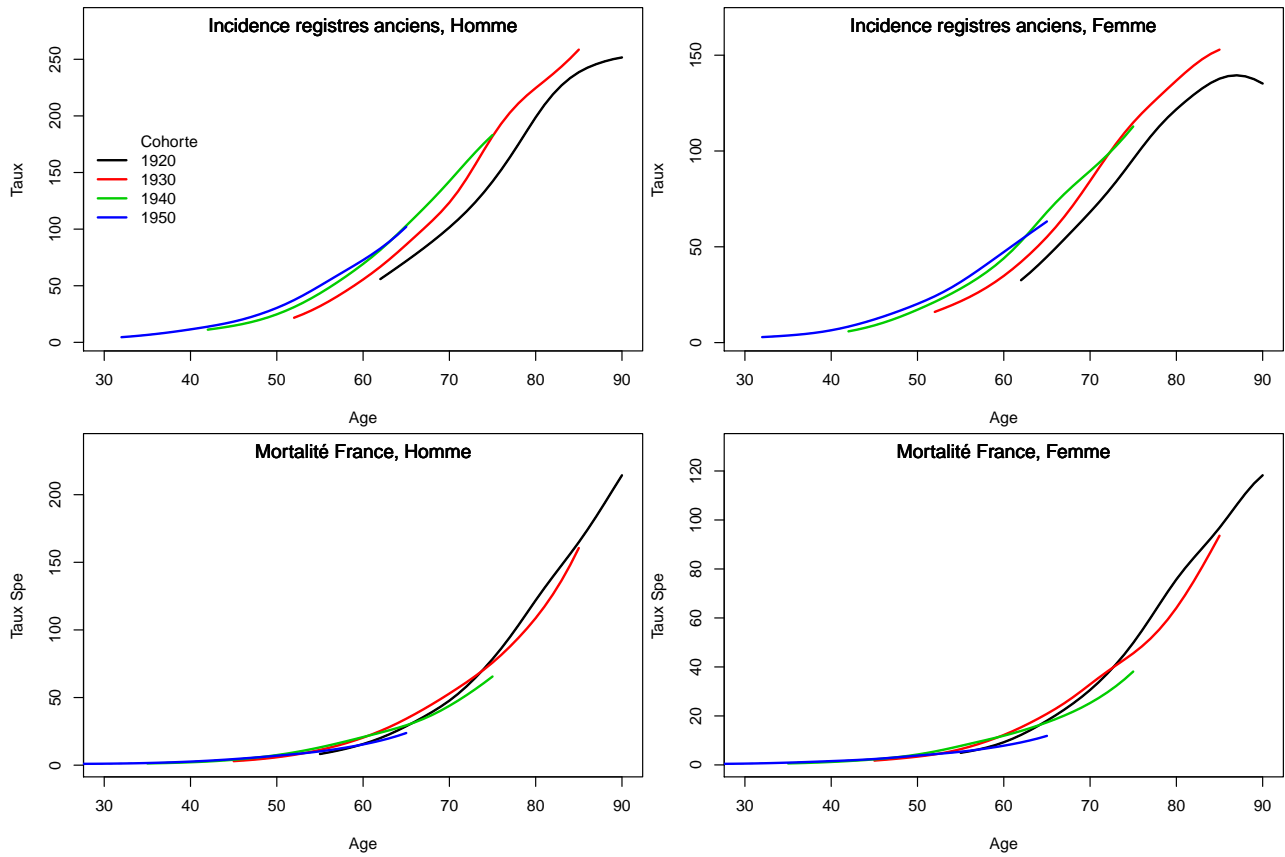 Incidence registres anciens, Homme
Taux
250
200
150
100
50
0
Cohorte
1920
1930
1940
1950
30 40 50 60 70 80 90
Age
Incidence registres anciens, Femme
Taux
150
100
50
0
30 40 50 60 70 80 90
Age
Mortalité France, Homme
Taux Spe
200
150
100
50
0
30 40 50 60 70 80 90
Age
Mortalité France, Femme
Taux Spe
120
100
80
60
40
20
0
30 40 50 60 70 80 90
Age